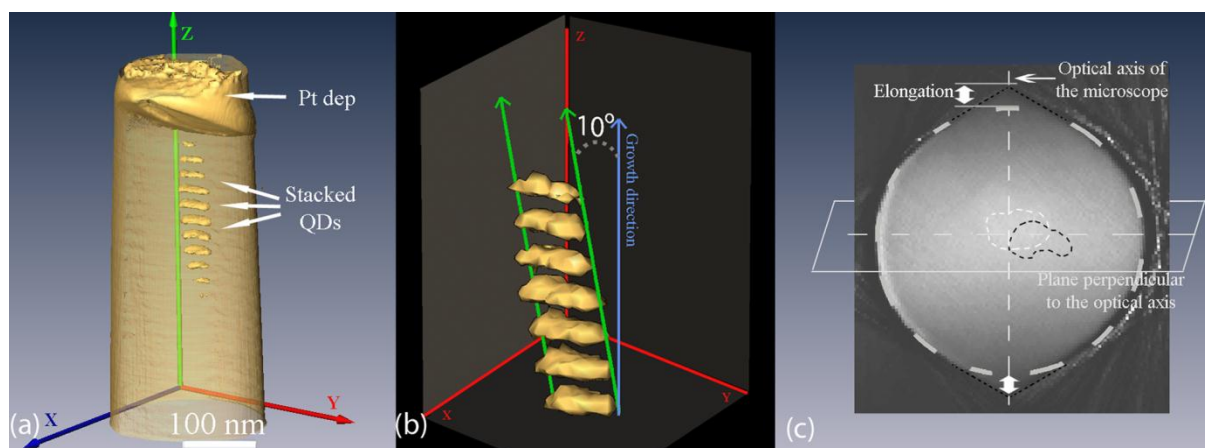 Z
Pt dep
Stacked
QDs
X
Y
100 nm
(a)
Z
10°
Growth direction
X
Y
(b)
Optical axis of
the microscope
Elongation
Plane perpendicular
to the optical axis
(c)